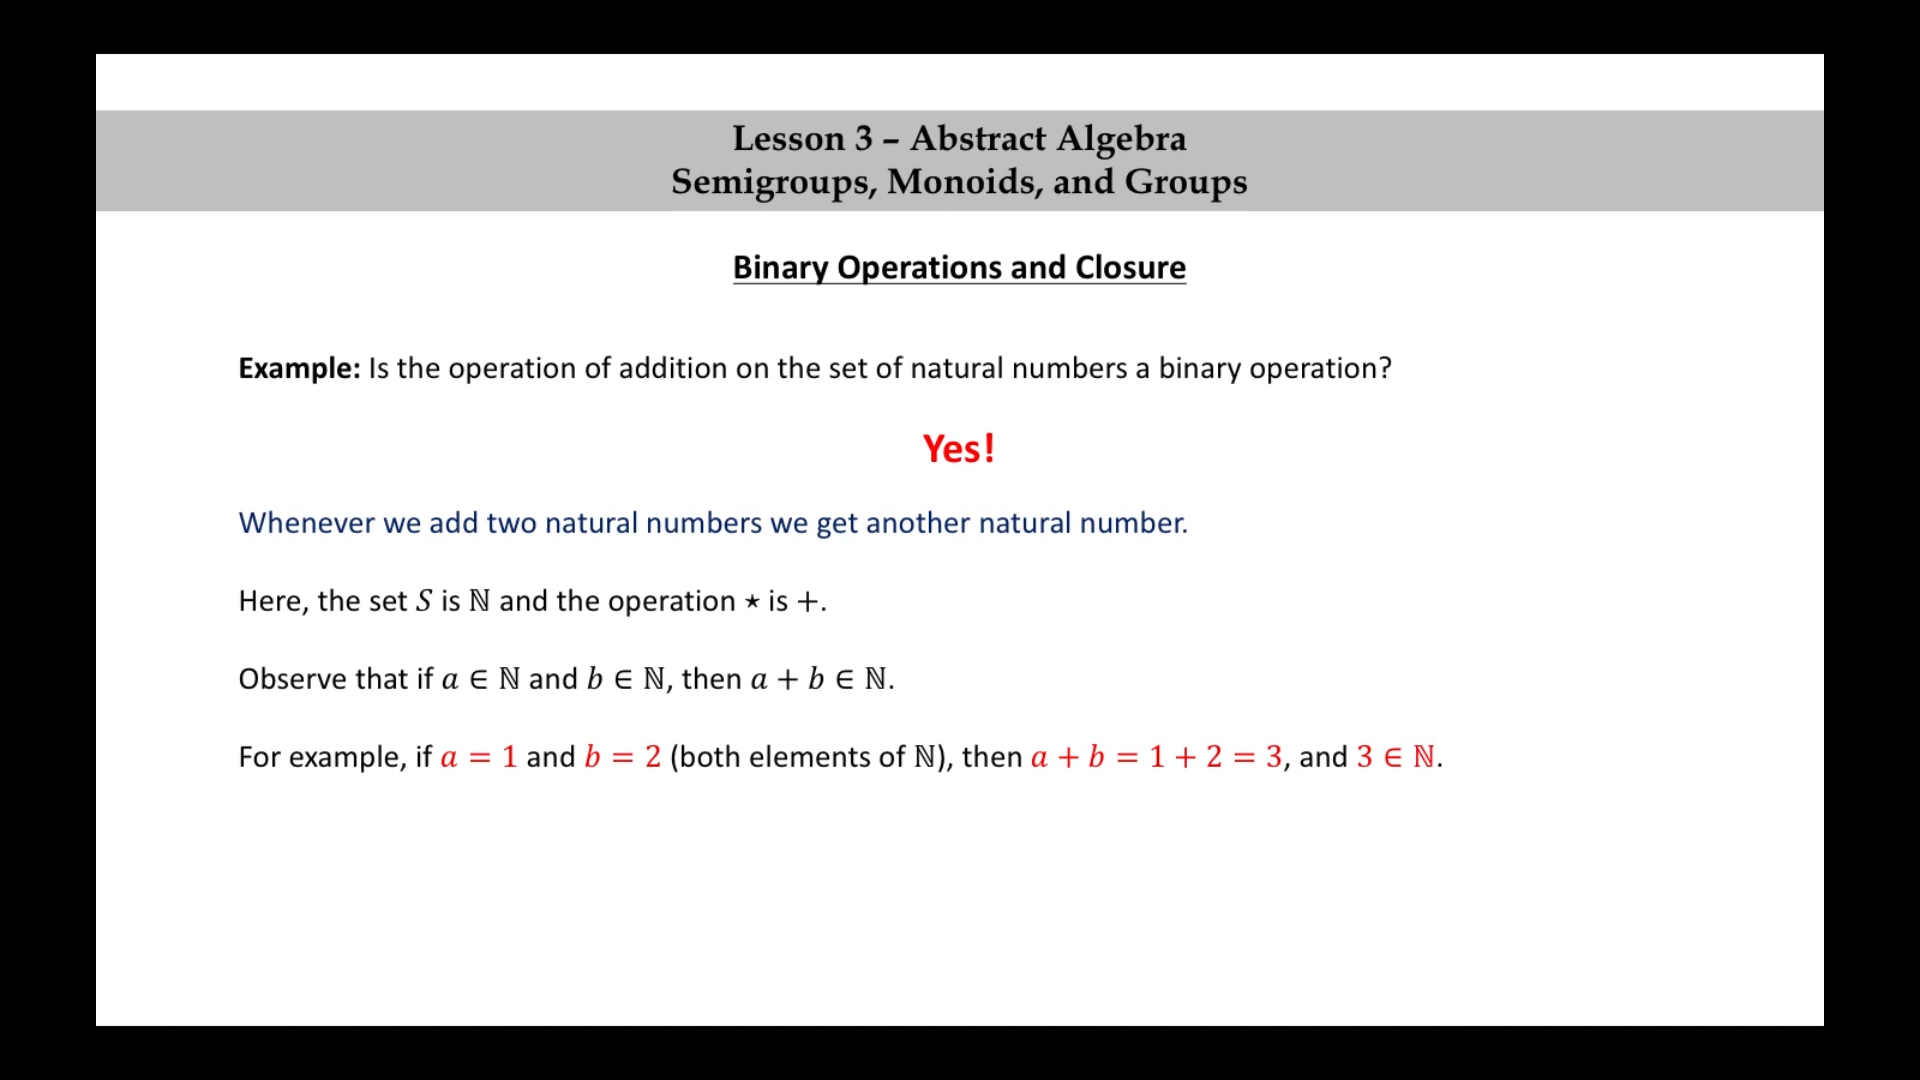 Lesson 3 – Abstract Algebra
Semigroups, Monoids, and Groups
Binary Operations and Closure
Example: Is the operation of addition on the set of natural numbers a binary operation?
Yes!
Whenever we add two natural numbers we get another natural number.
Here, the set 𝑆 is ℕ and the operation ⋆ is +.
Observe that if 𝑎 ∈ ℕ and 𝑏 ∈ ℕ, then 𝑎 + 𝑏 ∈ ℕ.
For example, if 𝑎 = 1 and 𝑏 = 2 (both elements of ℕ), then 𝑎 + 𝑏 = 1 + 2 = 3, and 3 ∈ ℕ.